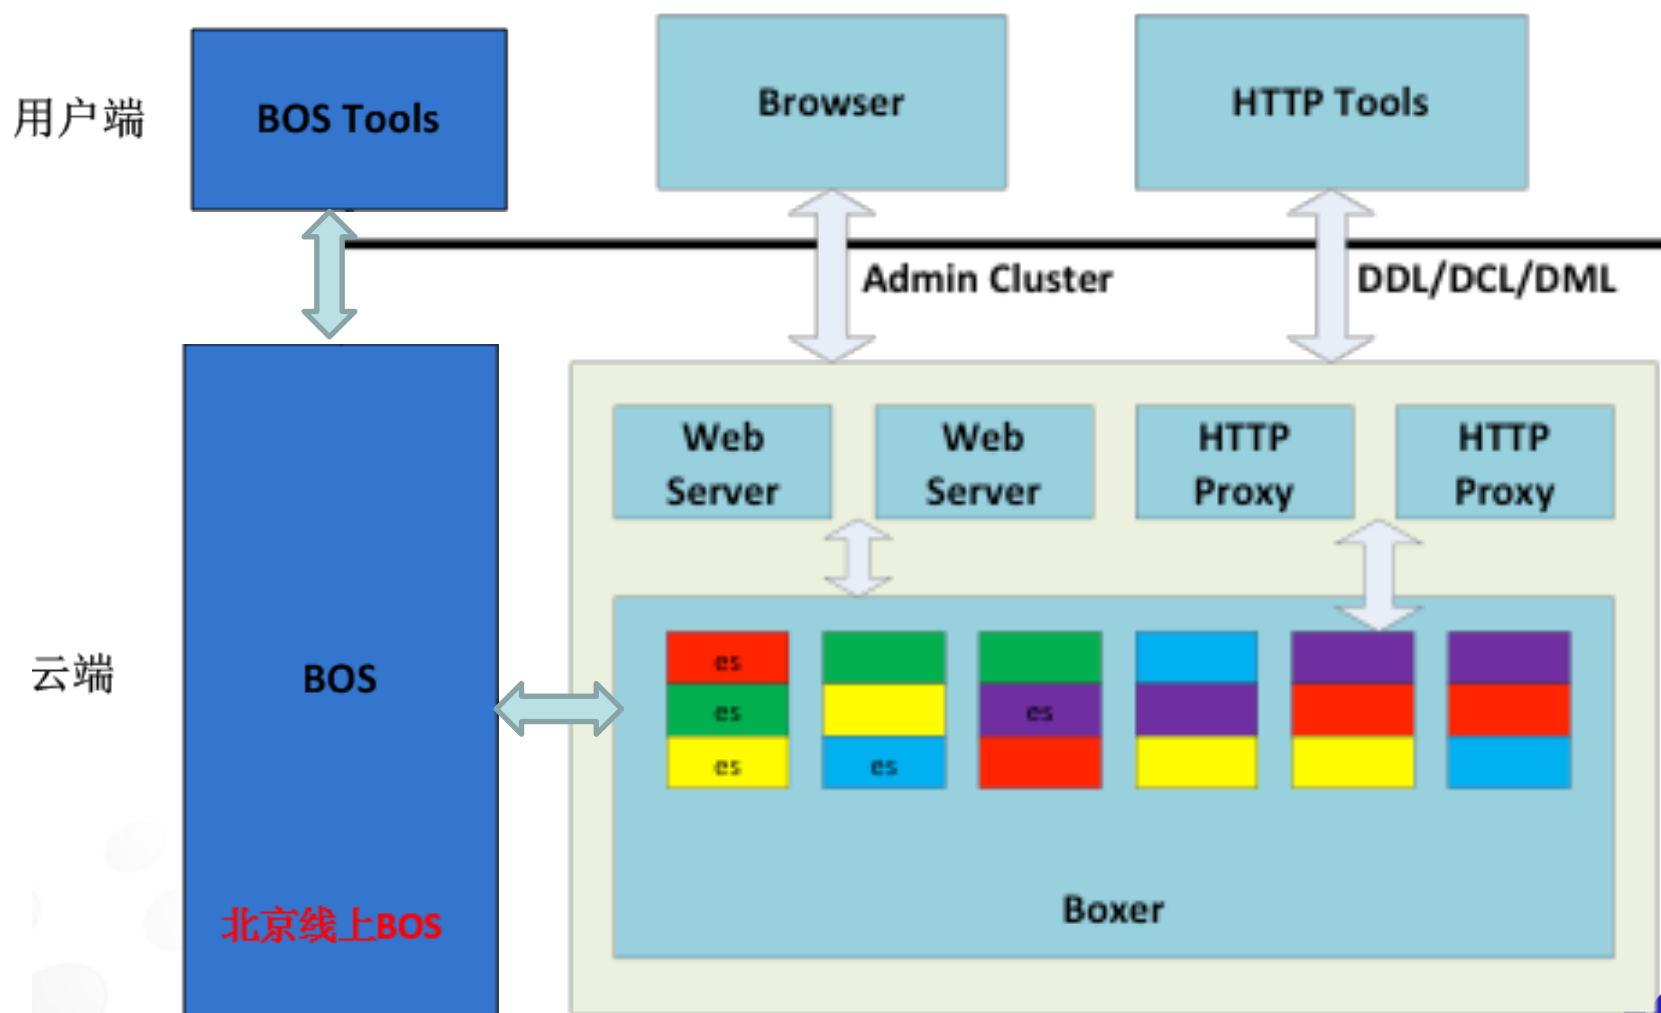 用户端
BOS Tools
Browser
HTTP Tools
Admin Cluster
DDL/DCL/DML
Web
Server
Web
Server
HTTP
Proxy
HTTP
Proxy
云端
BOS
es
es
es
es
es
Boxer
北京线上BOS